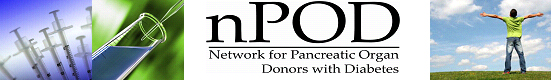 nPOD
Network for Pancreatic Organ
Donors with Diabetes